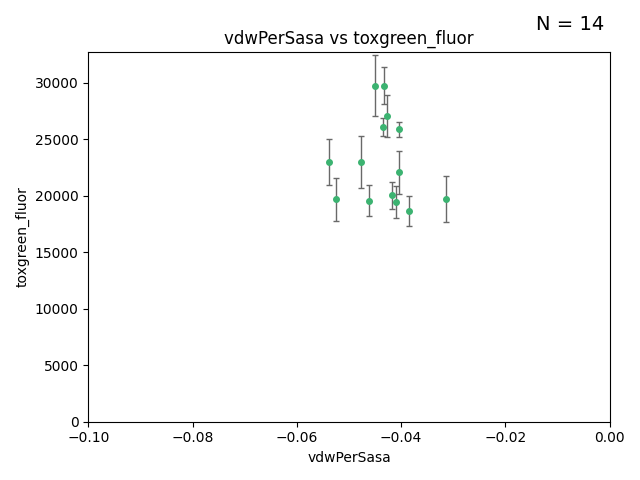 N = 14
vdwPerSasa vs toxgreen_fluor
toxgreen_fluor
30000
25000
20000
15000
10000
5000
0
−0.10 −0.08 −0.06 −0.04 −0.02 0.00
vdwPerSasa